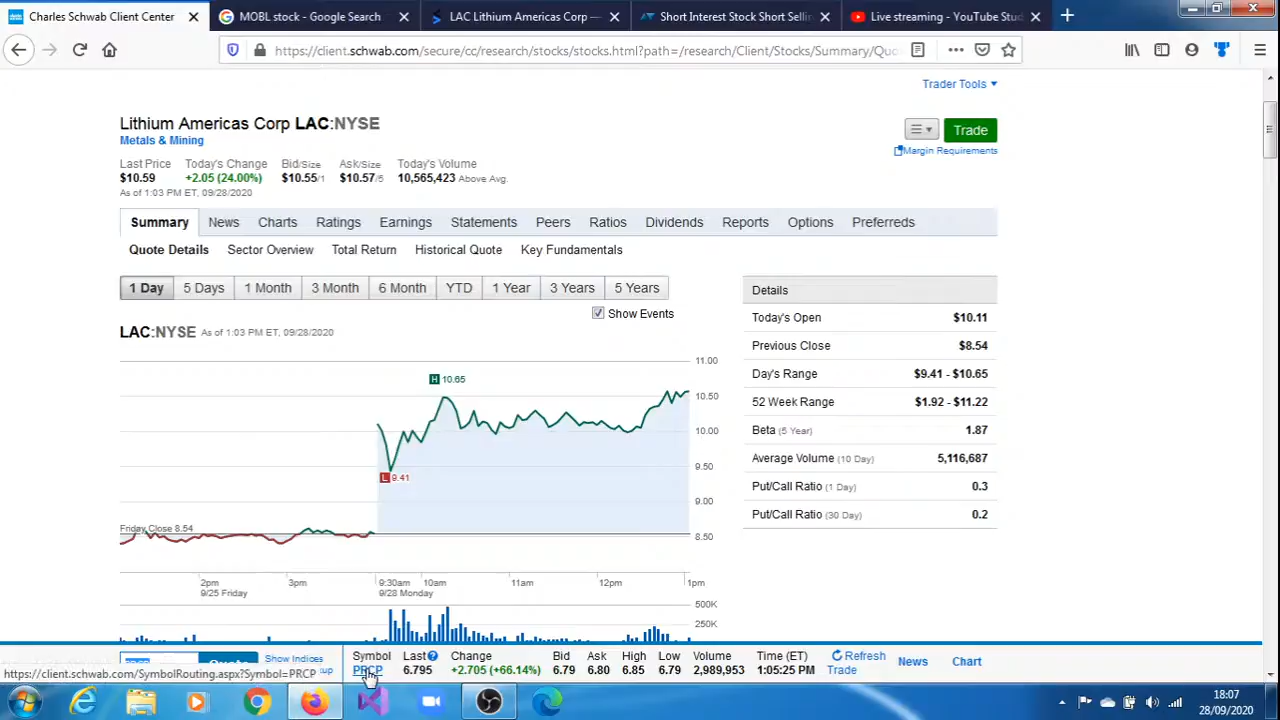 Charles Schwab Client Center
MOBL stock - Google Search
LAC Lithium Americas Corp —
Short Interest Stock Short Selli
Live streaming - YouTube Stud
https://client.schwab.com/secure/cc/research/stocks/stocks.html?path=/research/Client/Stocks/Summary/Quo
Trader Tools
Lithium Americas Corp LAC:NYSE
Metals & Mining
Trade
Margin Requirements
Last Price Today's Change Bid/Size Ask/Size Today's Volume
$10.59 +2.05 (24.00%) $10.55/1 $10.57/5 10,565,423 Above Avg.
As of 1:03 PM ET, 09/28/2020
Summary News Charts Ratings Earnings Statements Peers Ratios Dividends Reports Options Preferreds
Quote Details Sector Overview Total Return Historical Quote Key Fundamentals
1 Day 5 Days 1 Month 3 Month 6 Month YTD 1 Year 3 Years 5 Years
Show Events
LAC:NYSE As of 1:03 PM ET, 09/28/2020
11.00
H 10.65
10.50
10.00
9.50
L 9.41
9.00
Friday Close 8.54
8.50
2pm 3pm 9:30am 10am 11am 12pm 1pm
9/25 Friday 9/28 Monday
500K
250K
Details
Today's Open $10.11
Previous Close $8.54
Day's Range $9.41 - $10.65
52 Week Range $1.92 - $11.22
Beta (5 Year) 1.87
Average Volume (10 Day) 5,116,687
Put/Call Ratio (1 Day) 0.3
Put/Call Ratio (30 Day) 0.2
Show Indices
Symbol Last Change Bid Ask High Low Volume Time (ET) Refresh
PRCP 6.795 +2.705 (+66.14%) 6.79 6.80 6.85 6.79 2,989,953 1:05:25 PM Trade
News Chart
https://client.schwab.com/SymbolRouting.aspx?Symbol=PRCP
18:07
28/09/2020